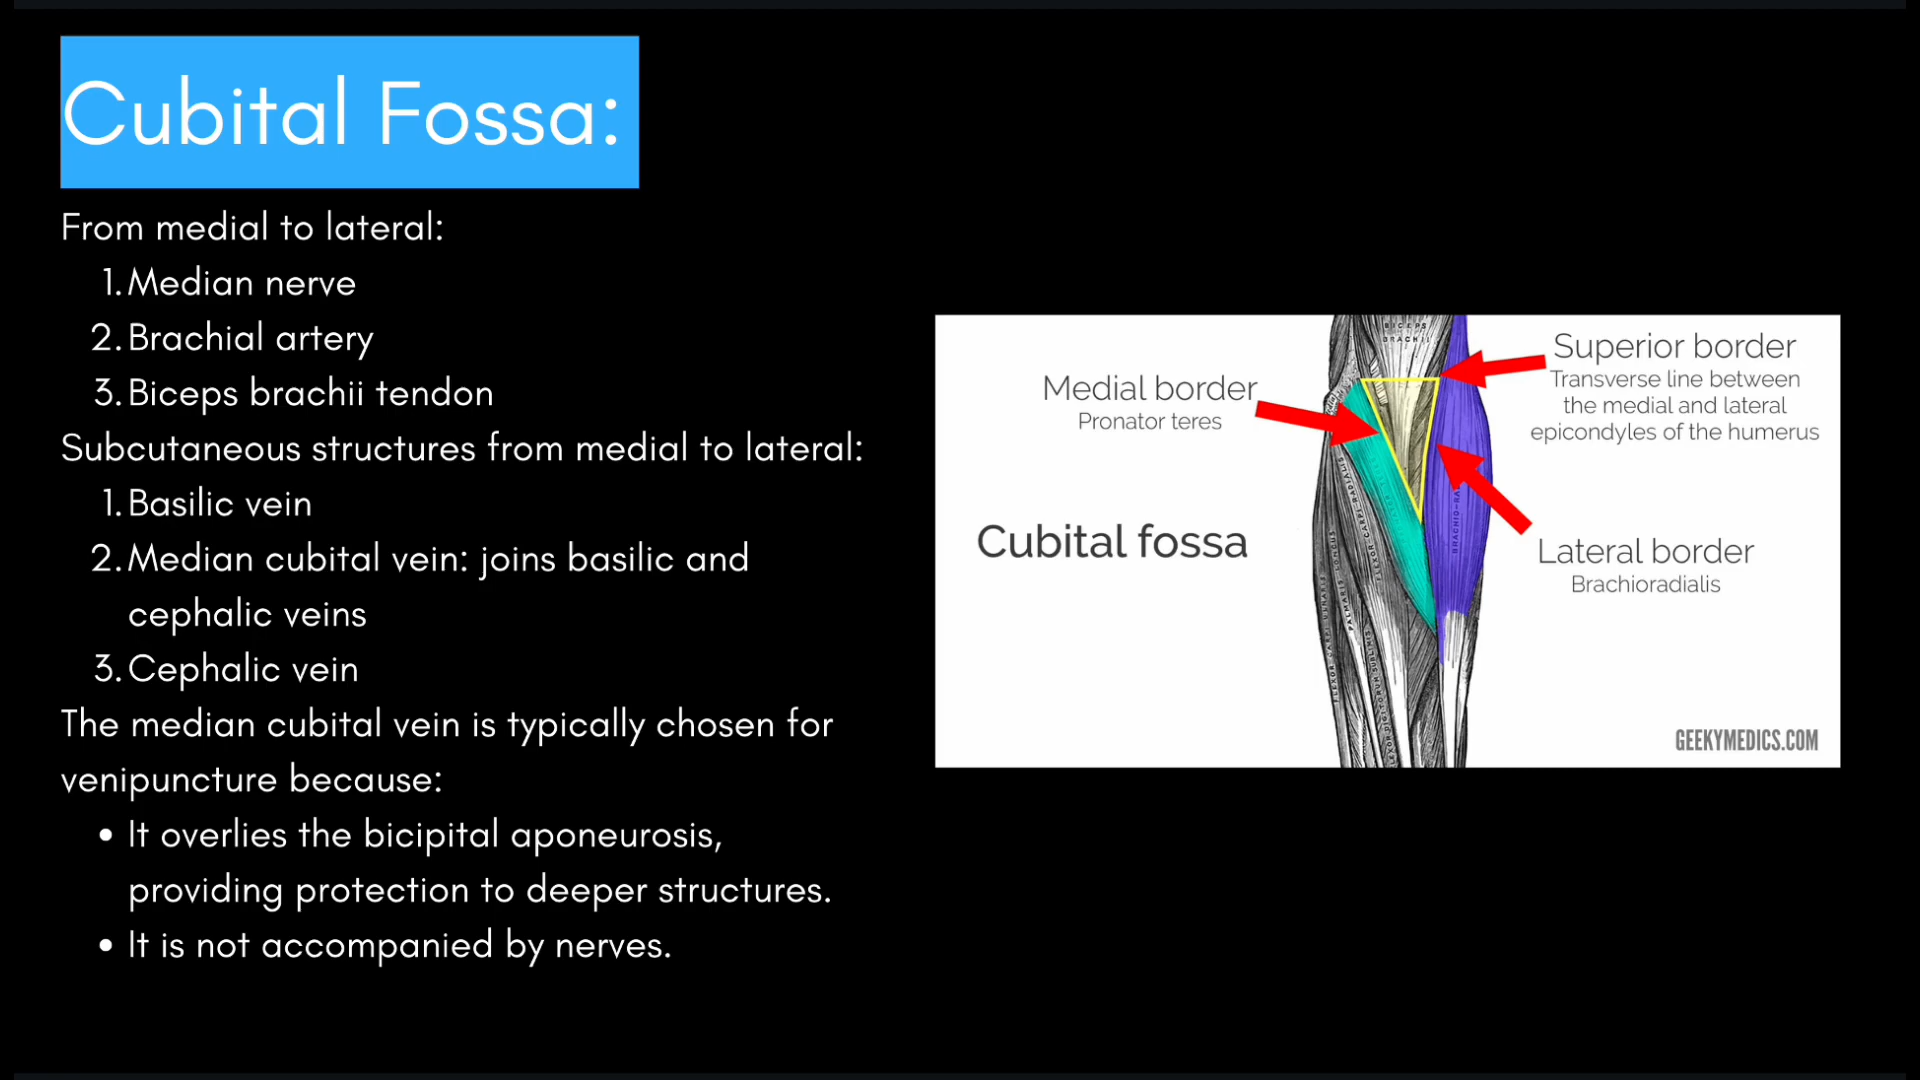 Cubital Fossa:
From medial to lateral:
1. Median nerve
2. Brachial artery
3. Biceps brachii tendon
Subcutaneous structures from medial to lateral:
1. Basilic vein
2. Median cubital vein: joins basilic and
cephalic veins
3. Cephalic vein
The median cubital vein is typically chosen for
venipuncture because:
• It overlies the bicipital aponeurosis,
providing protection to deeper structures.
• It is not accompanied by nerves.
BICEPS
BRACHII
Medial border
Pronator teres
Superior border
Transverse line between
the medial and lateral
epicondyles of the humerus
Cubital fossa
Lateral border
Brachioradialis
PALMARIS LONGUS
GEEKYMEDICS.COM